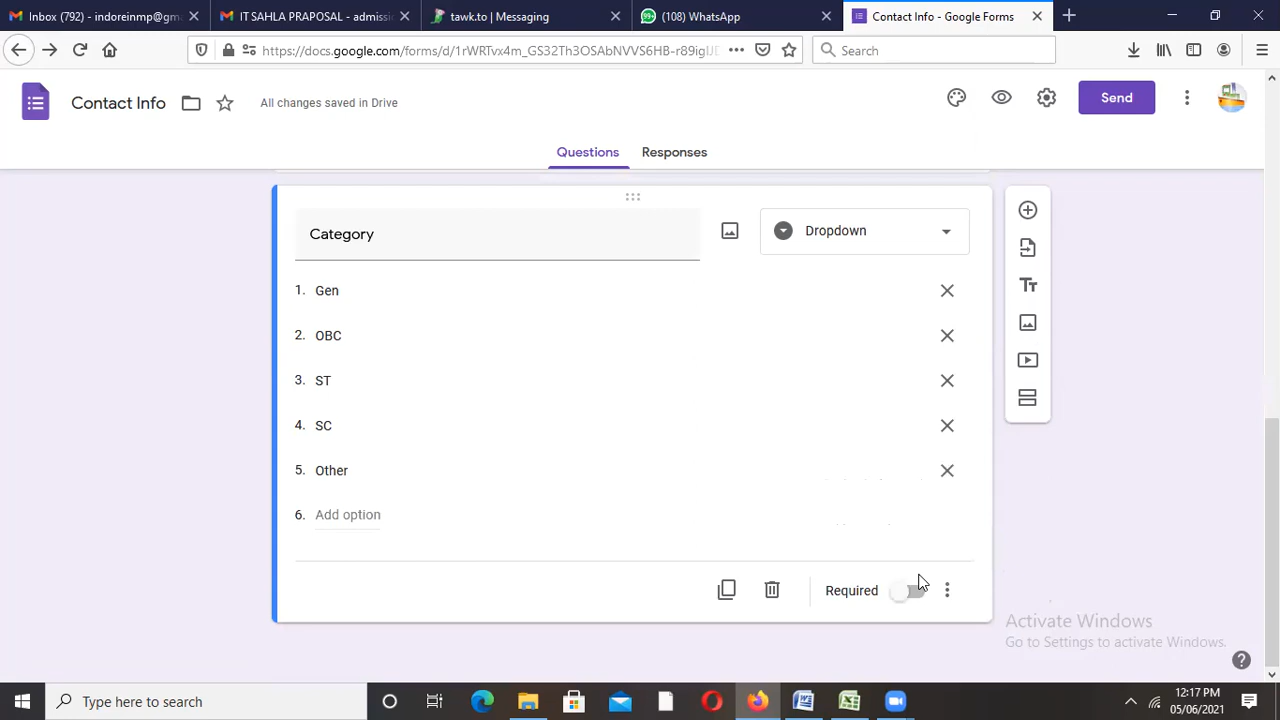 Inbox (792) - indoreinmp@gma
IT SAHLA PRAPOSAL - admissi
tawk.to | Messaging
(108) WhatsApp
Contact Info - Google Forms
https://docs.google.com/forms/d/1rWRTvx4m_GS32Th3OSAbNVVS6HB-r89igIJD
Search
Contact Info
All changes saved in Drive
Send
Questions
Responses
Category
Dropdown
1. Gen
2. OBC
3. ST
4. SC
5. Other
6. Add option
Required
Activate Windows
Go to Settings to activate Windows.
Type here to search
12:17 PM
05/06/2021